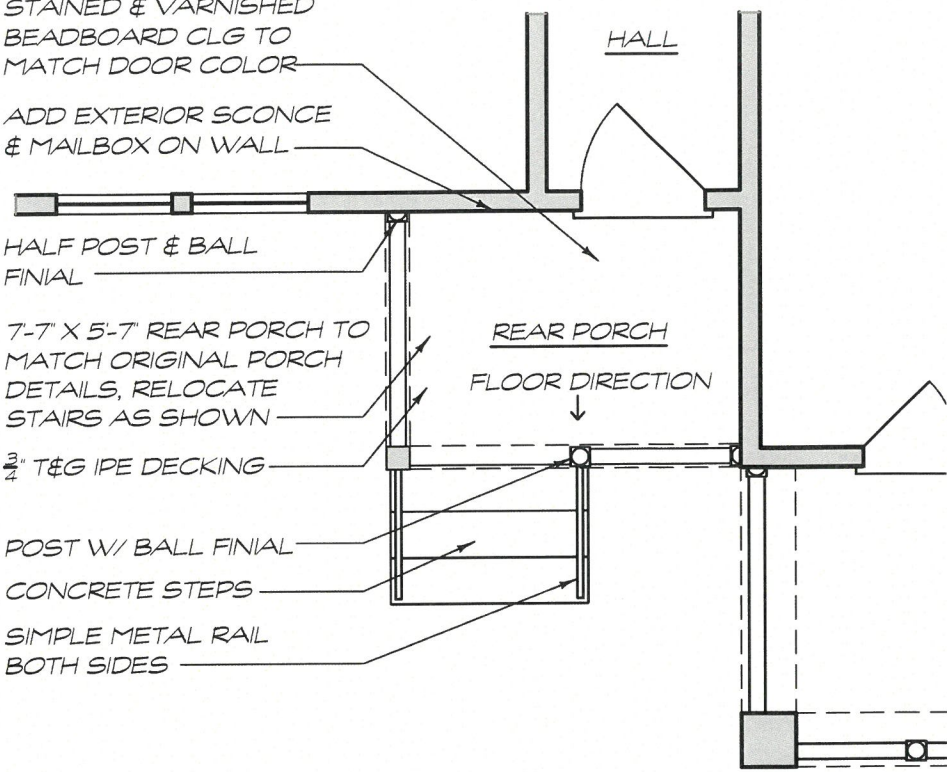 STAINED & VARNISHED
BEADBOARD CLG TO
MATCH DOOR COLOR
HALL
ADD EXTERIOR SCONCE
& MAILBOX ON WALL
HALF POST & BALL
FINIAL
7'-7" X 5'-7" REAR PORCH TO
MATCH ORIGINAL PORCH
DETAILS, RELOCATE
STAIRS AS SHOWN
REAR PORCH
FLOOR DIRECTION
3/4" T&G IPE DECKING
POST W/ BALL FINIAL
CONCRETE STEPS
SIMPLE METAL RAIL
BOTH SIDES